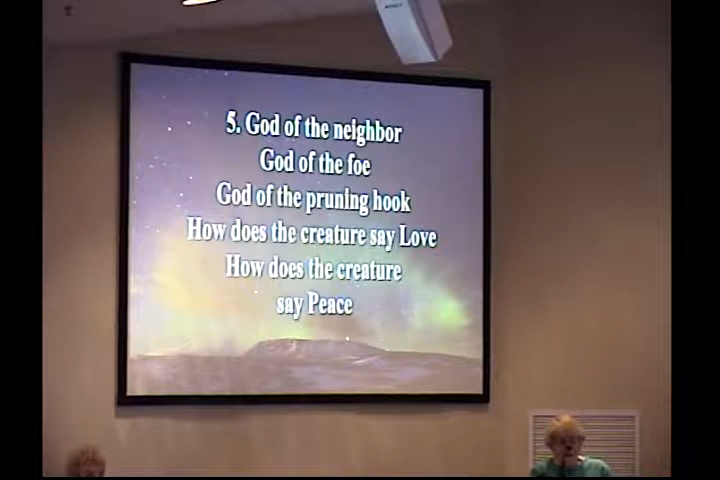 5. God of the neighbor
God of the foe
God of the pruning hook
How does the creature say Love
How does the creature
say Peace